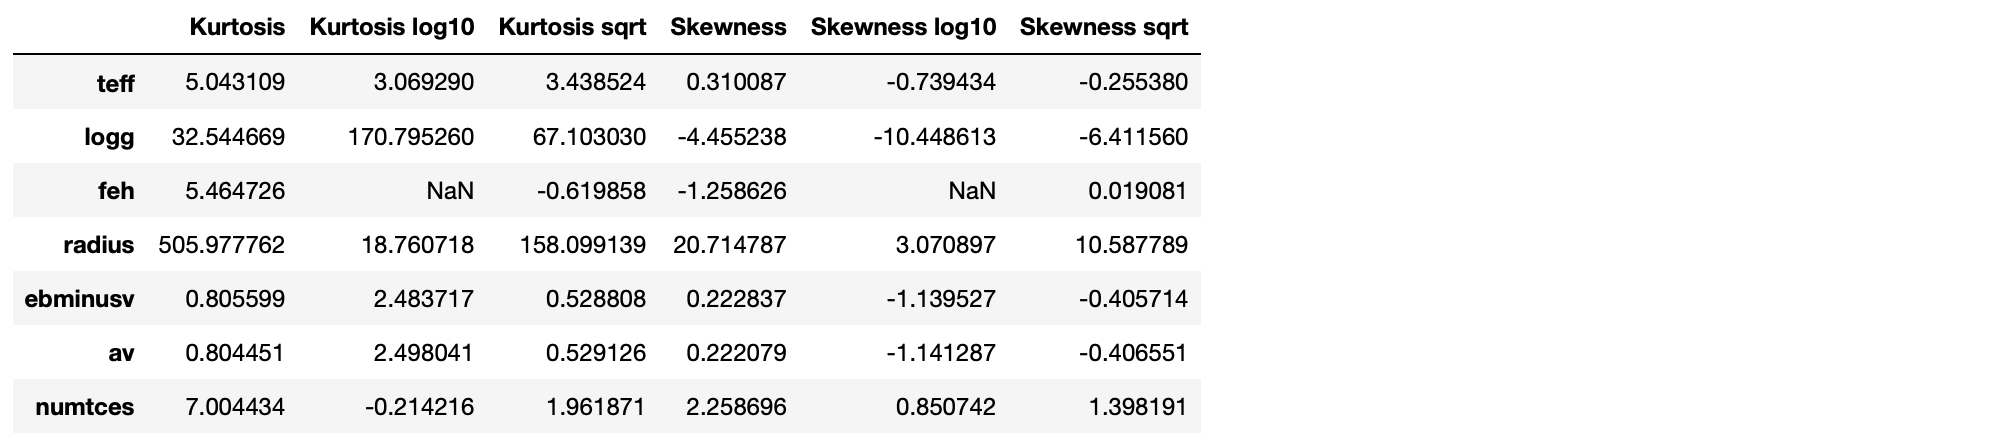 Kurtosis Kurtosis log10 Kurtosis sqrt Skewness Skewness log10 Skewness sqrt
teff 5.043109 3.069290 3.438524 0.310087 -0.739434 -0.255380
logg 32.544669 170.795260 67.103030 -4.455238 -10.448613 -6.411560
feh 5.464726 NaN -0.619858 -1.258626 NaN 0.019081
radius 505.977762 18.760718 158.099139 20.714787 3.070897 10.587789
ebminusv 0.805599 2.483717 0.528808 0.222837 -1.139527 -0.405714
av 0.804451 2.498041 0.529126 0.222079 -1.141287 -0.406551
numtces 7.004434 -0.214216 1.961871 2.258696 0.850742 1.398191